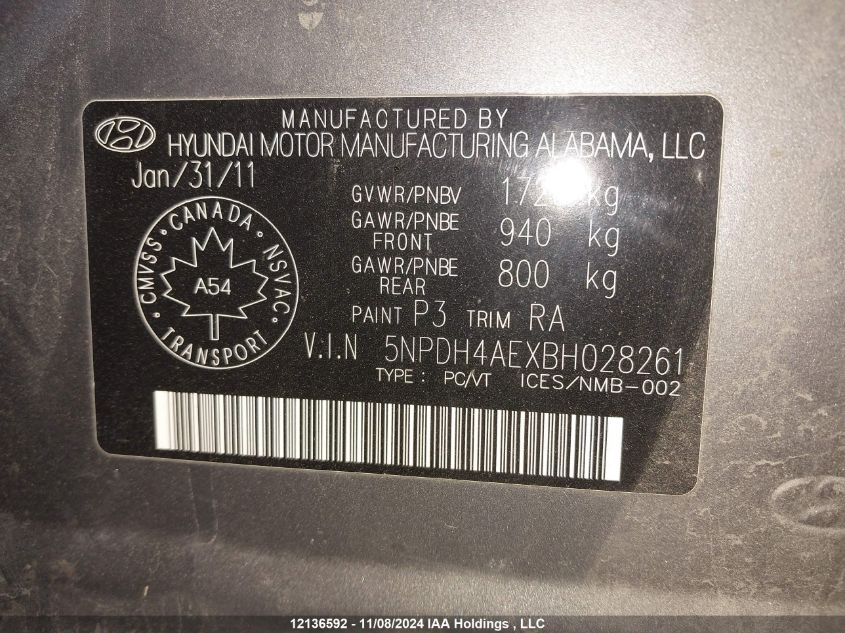 MANUFACTURED BY
HYUNDAI MOTOR MANUFACTURING ALABAMA, LLC
Jan/31/11
GVWR/PNBV kg
GAWR/PNBE FRONT 940 kg
GAWR/PNBE REAR 800 kg
PAINT P3 TRIM RA
V.I.N 5NPDH4AEXBH028261
TYPE : PC/VT ICES/NMB-002
CANADA
CMVSS NSVAC
A54
TRANSPORT
12136592 - 11/08/2024 IAA Holdings , LLC